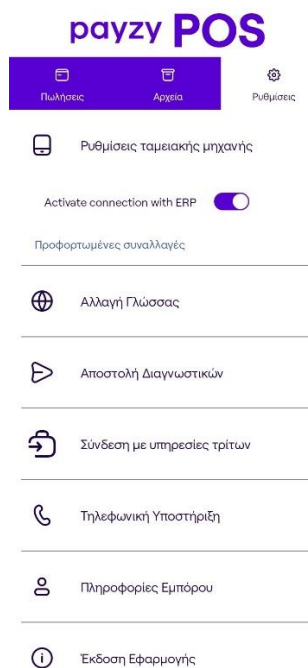 payzy POS
Πωλήσεις Αρχεία Ρυθμίσεις
Ρυθμίσεις ταμειακής μηχανής
Activate connection with ERP
Προφορτωμένες συναλλαγές
Αλλαγή Γλώσσας
Αποστολή Διαγνωστικών
Σύνδεση με υπηρεσίες τρίτων
Τηλεφωνική Υποστήριξη
Πληροφορίες Εμπόρου
Έκδοση Εφαρμογής